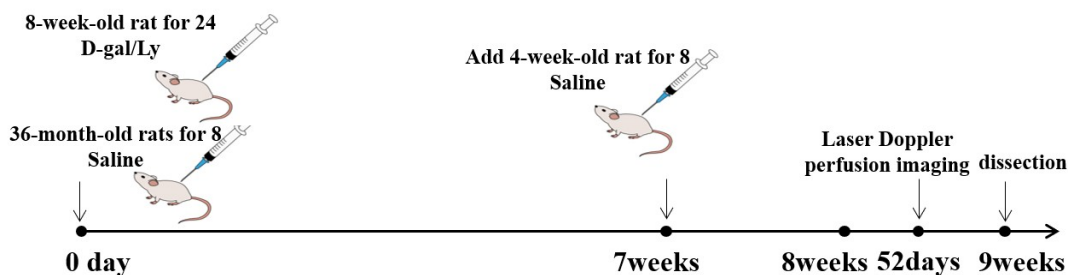 8-week-old rat for 24
D-gal/Ly
36-month-old rats for 8
Saline
Add 4-week-old rat for 8
Saline
Laser Doppler
perfusion imaging
dissection
0 day
7weeks
8weeks
52days
9weeks